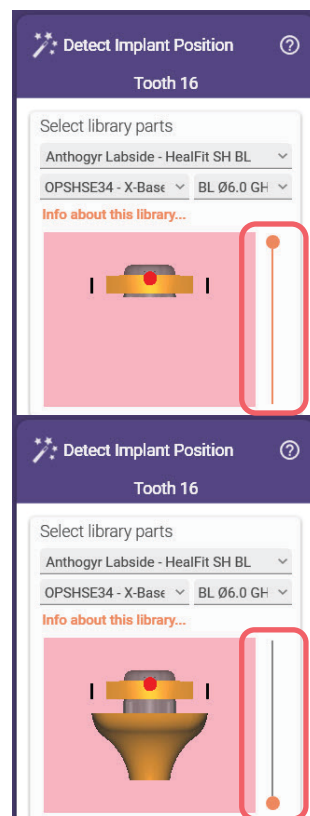 Detect Implant Position
Tooth 16
Select library parts
Anthogyr Labside - HealFit SH BL
OPSHSE34 - X-Base BL Ø6.0 GH
Info about this library...
Detect Implant Position
Tooth 16
Select library parts
Anthogyr Labside - HealFit SH BL
OPSHSE34 - X-Base BL Ø6.0 GH
Info about this library...